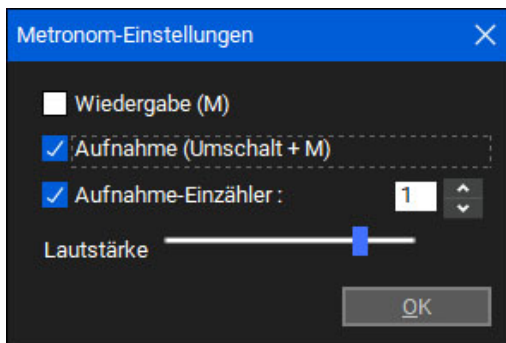 Metronom-Einstellungen
Wiedergabe (M)
Aufnahme (Umschalt + M)
Aufnahme-Einzähler : 1
Lautstärke
OK